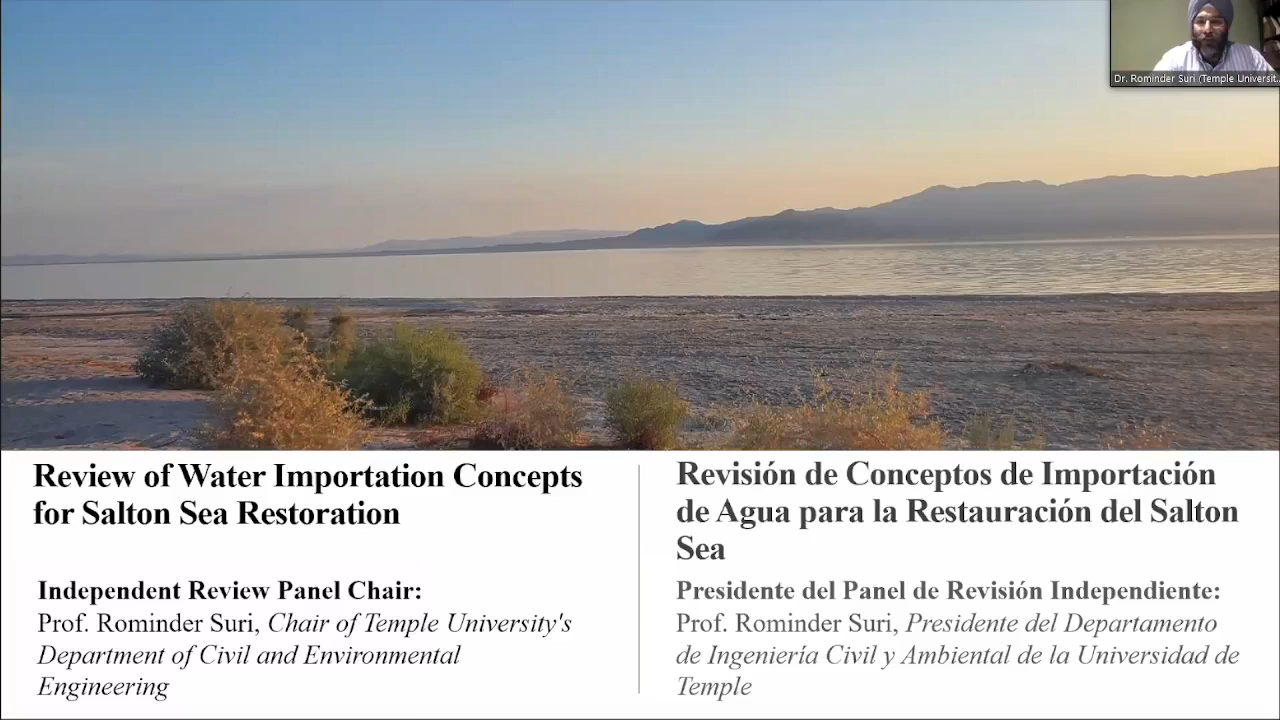 Dr. Rominder Suri (Temple Universit...
Review of Water Importation Concepts
for Salton Sea Restoration
Independent Review Panel Chair:
Prof. Rominder Suri, Chair of Temple University's
Department of Civil and Environmental
Engineering
Revisión de Conceptos de Importación
de Agua para la Restauración del Salton
Sea
Presidente del Panel de Revisión Independiente:
Prof. Rominder Suri, Presidente del Departamento
de Ingeniería Civil y Ambiental de la Universidad de
Temple